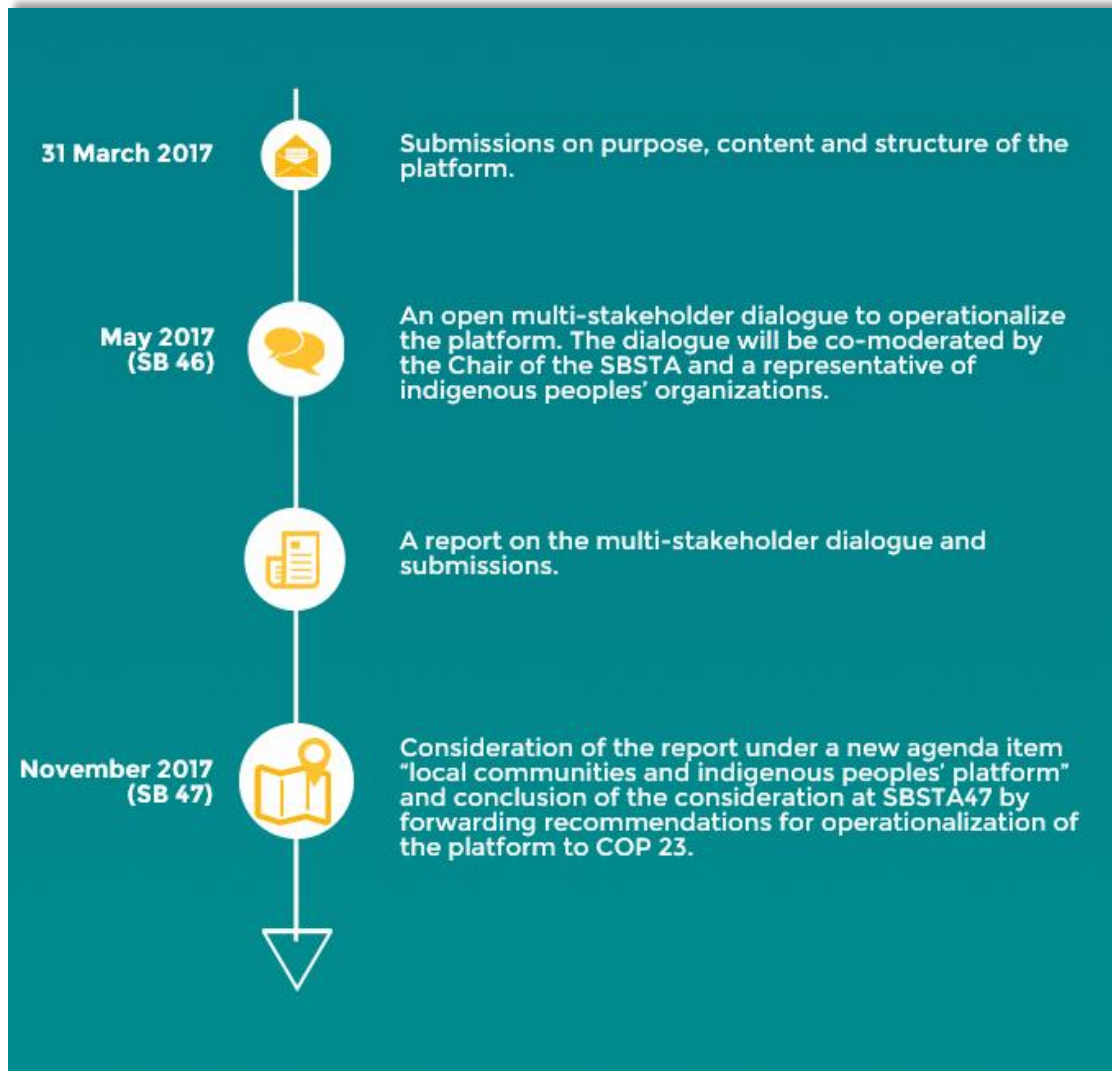 31 March 2017
Submissions on purpose, content and structure of the
platform.
May 2017
(SB 46)
An open multi-stakeholder dialogue to operationalize
the platform. The dialogue will be co-moderated by
the Chair of the SBSTA and a representative of
indigenous peoples’ organizations.
A report on the multi-stakeholder dialogue and
submissions.
November 2017
(SB 47)
Consideration of the report under a new agenda item
“local communities and indigenous peoples’ platform”
and conclusion of the consideration at SBSTA47 by
forwarding recommendations for operationalization of
the platform to COP 23.